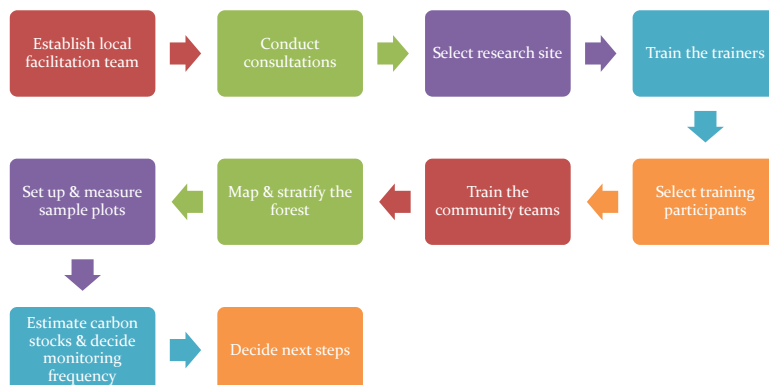 Establish local
facilitation team
Conduct
consultations
Select research site
Train the trainers
Select training
participants
Train the
community teams
Map & stratify the
forest
Set up & measure
sample plots
Estimate carbon
stocks & decide
monitoring
frequency
Decide next steps